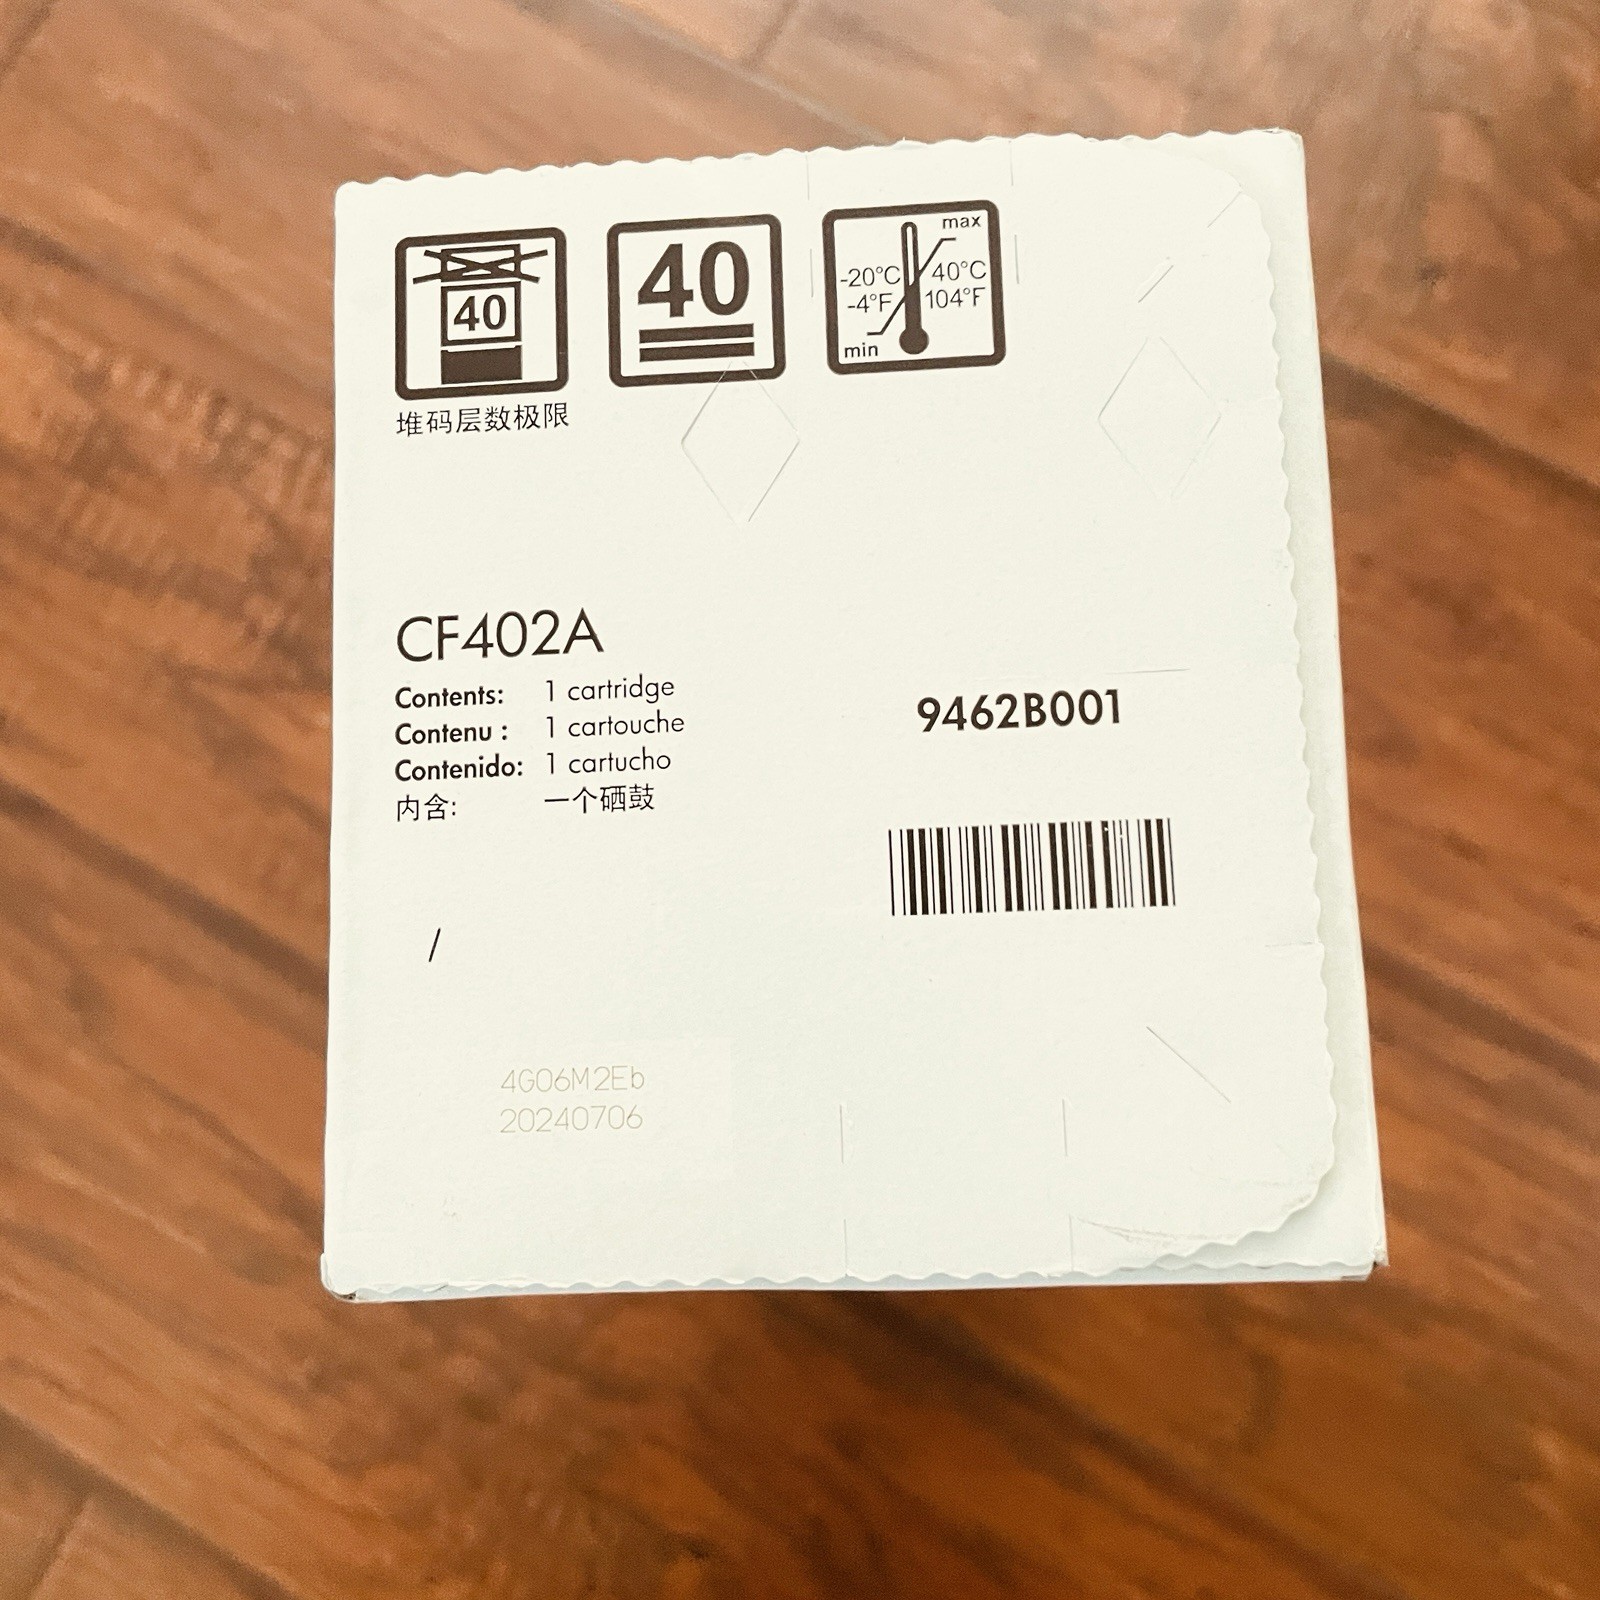 40
堆码层数极限
40
max
-20°C 40°C
-4°F 104°F
min
CF402A
Contents: 1 cartridge
Contenu : 1 cartouche
Contenido: 1 cartucho
内含: 一个硒鼓
9462B001
/
4G06M2Eb
20240706